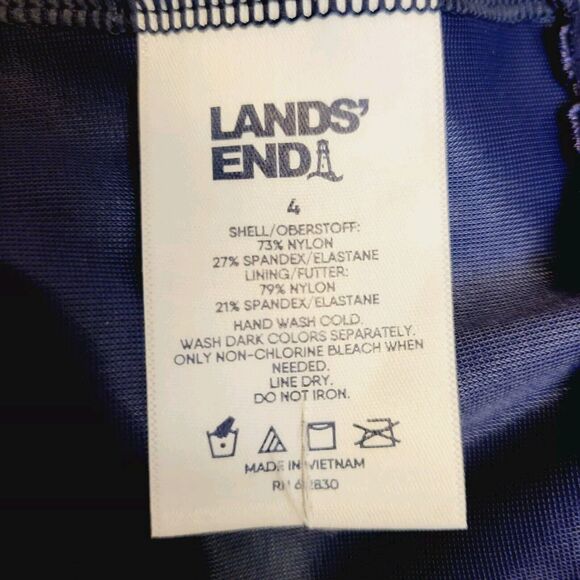 LANDS'
END
4
SHELL/OBERSTOFF:
73% NYLON
27% SPANDEX/ELASTANE
LINING/FUTTER:
79% NYLON
21% SPANDEX/ELASTANE
HAND WASH COLD.
WASH DARK COLORS SEPARATELY.
ONLY NON-CHLORINE BLEACH WHEN
NEEDED.
LINE DRY.
DO NOT IRON.
MADE IN VIETNAM
RN